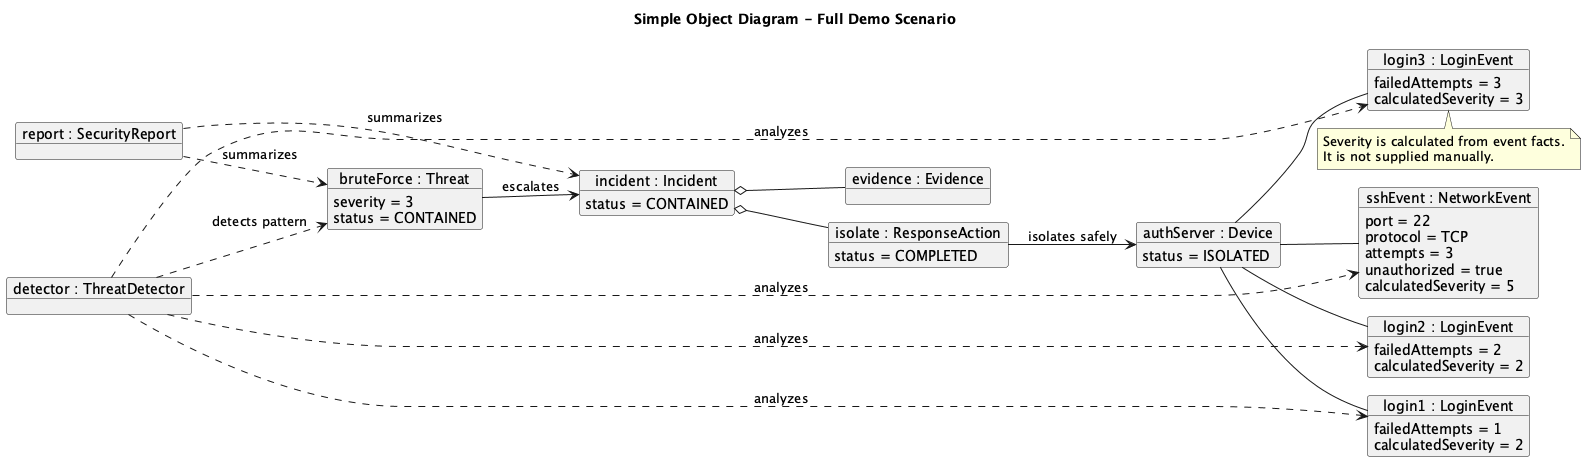 Simple Object Diagram - Full Demo Scenario
login3 : LoginEvent
failedAttempts = 3
calculatedSeverity = 3
Severity is calculated from event facts.
It is not supplied manually.
report : SecurityReport
summarizes
summarizes
analyzes
bruteForce : Threat
severity = 3
status = CONTAINED
escalates
incident : Incident
status = CONTAINED
evidence : Evidence
isolate : ResponseAction
status = COMPLETED
isolates safely
authServer : Device
status = ISOLATED
sshEvent : NetworkEvent
port = 22
protocol = TCP
attempts = 3
unauthorized = true
calculatedSeverity = 5
detects pattern
detector : ThreatDetector
analyzes
login2 : LoginEvent
failedAttempts = 2
calculatedSeverity = 2
analyzes
login1 : LoginEvent
failedAttempts = 1
calculatedSeverity = 2
analyzes